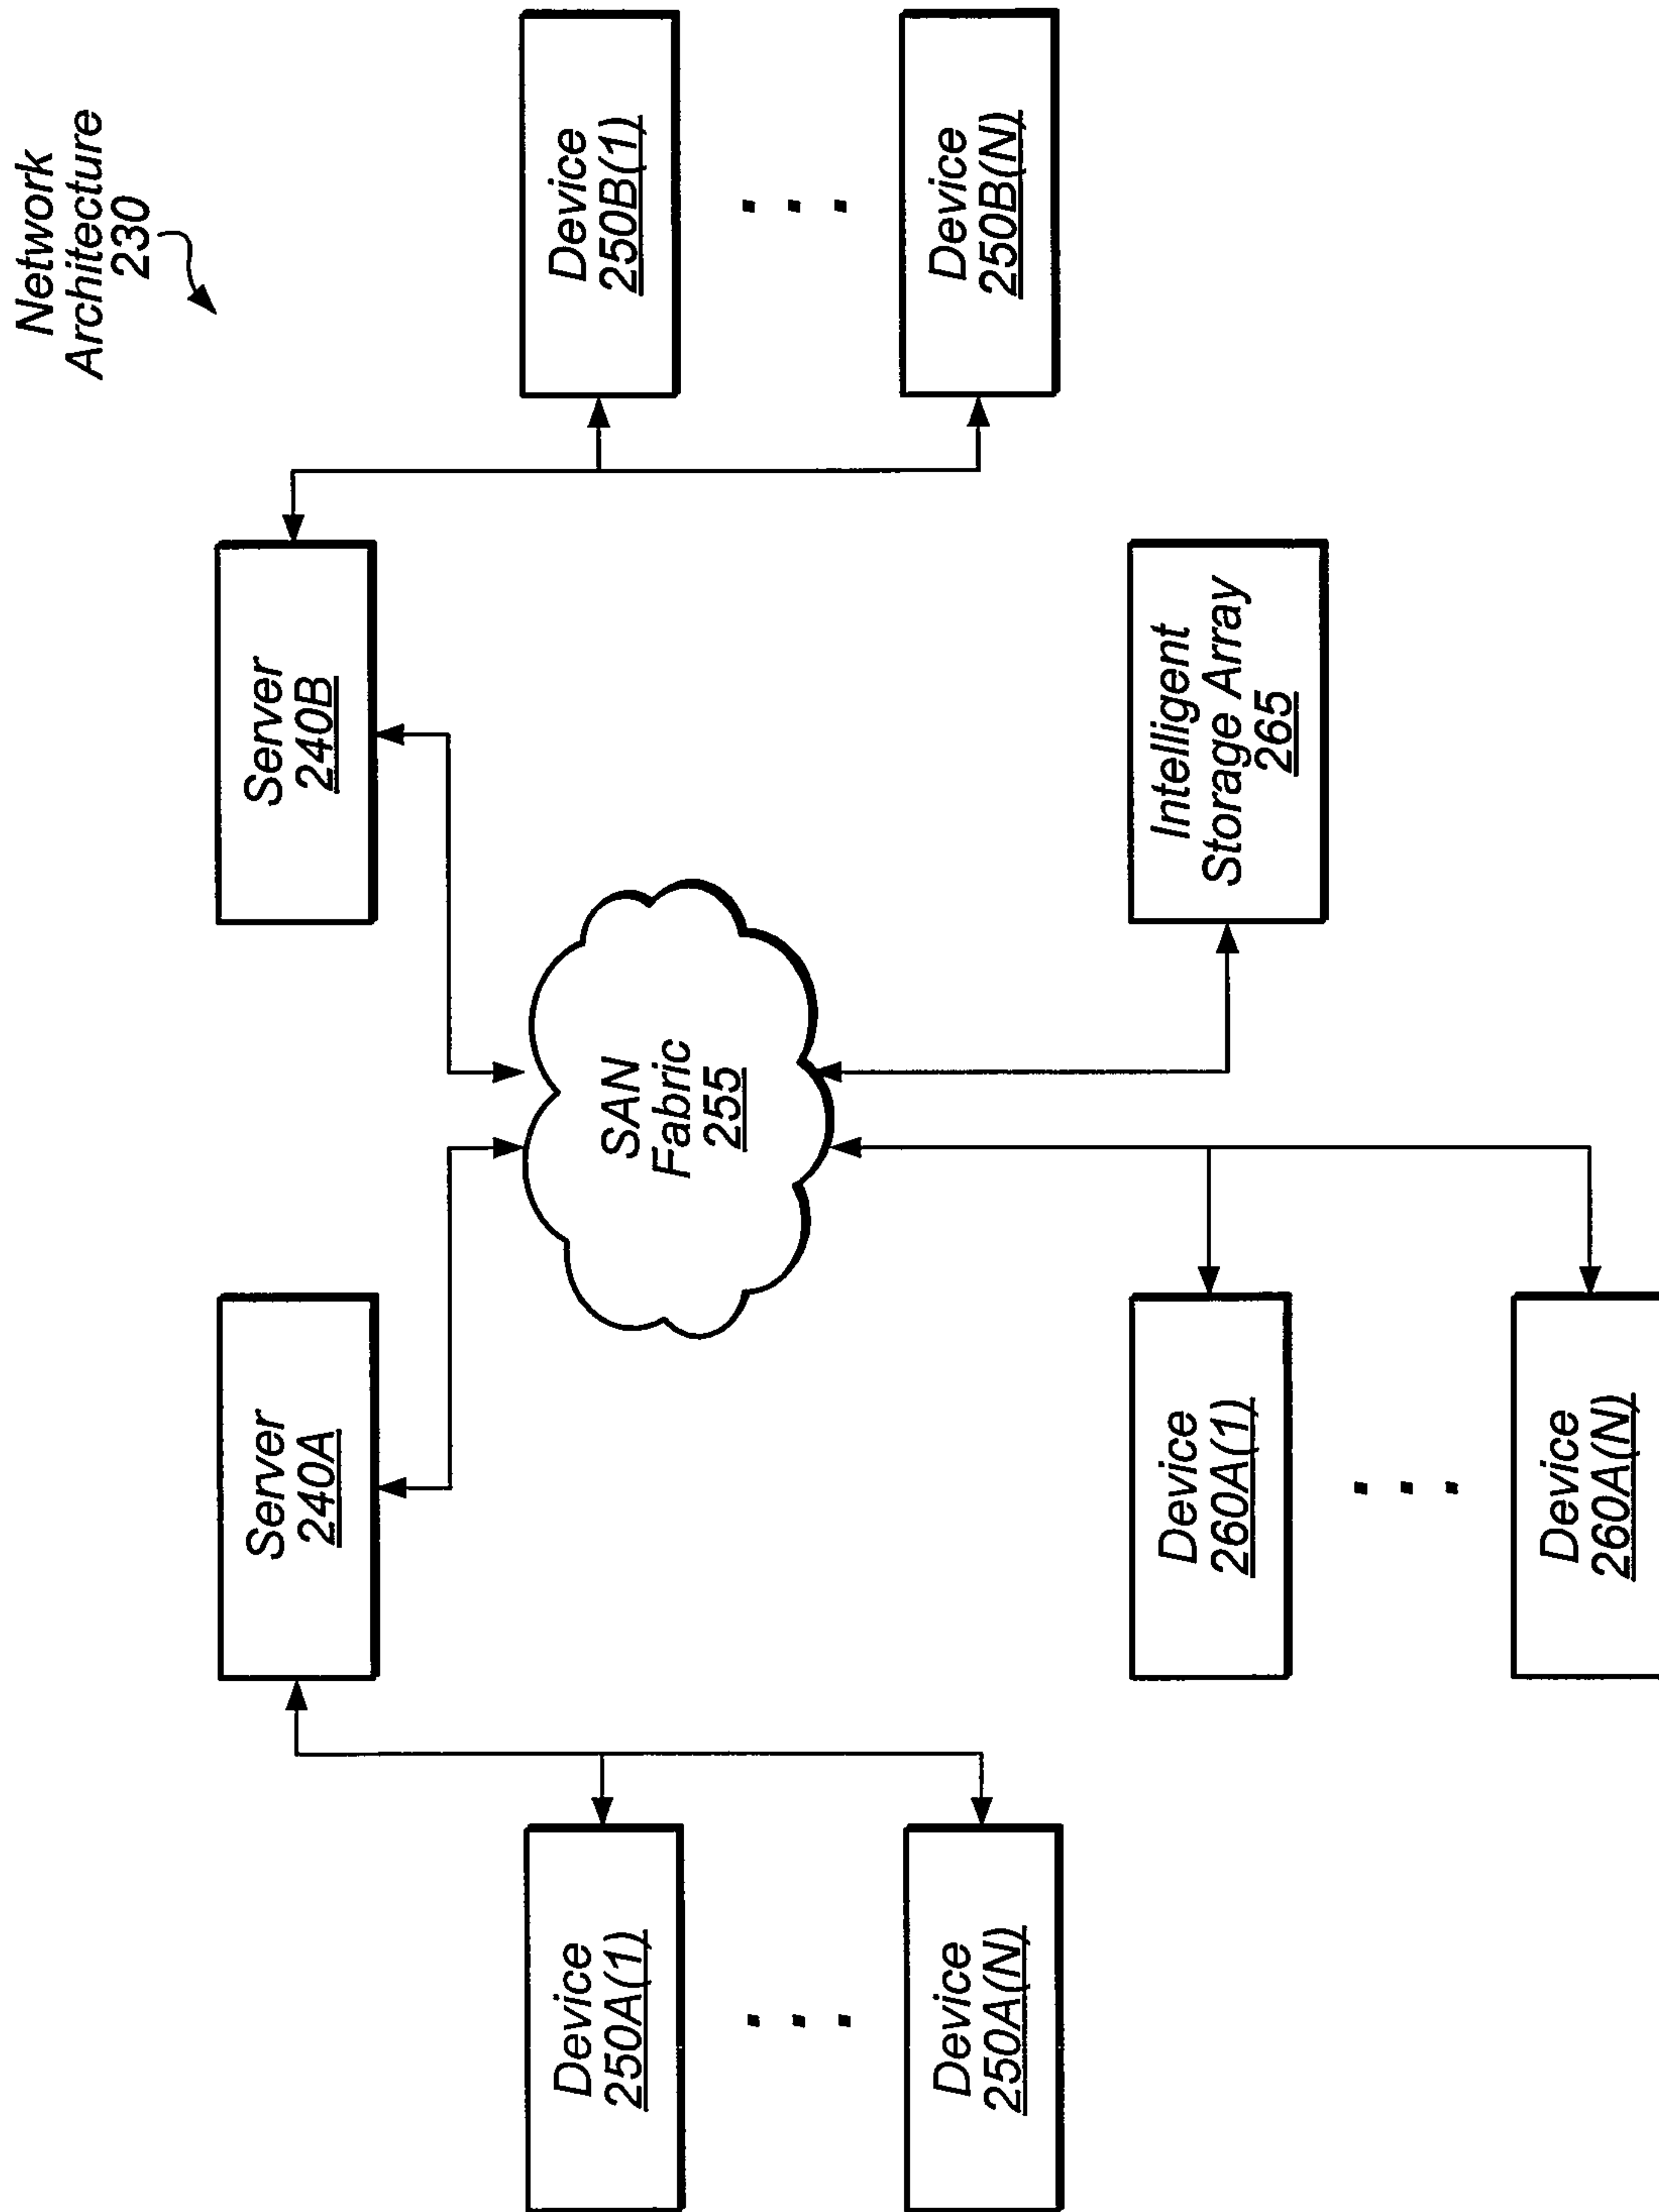 Network
Architecture
230
Server
240A
Server
240B
Device
250A(1)
Device
250A(N)
SAN
Fabric
255
Device
250B(1)
Device
250B(N)
Device
260A(1)
Device
260A(N)
Intelligent
Storage Array
265